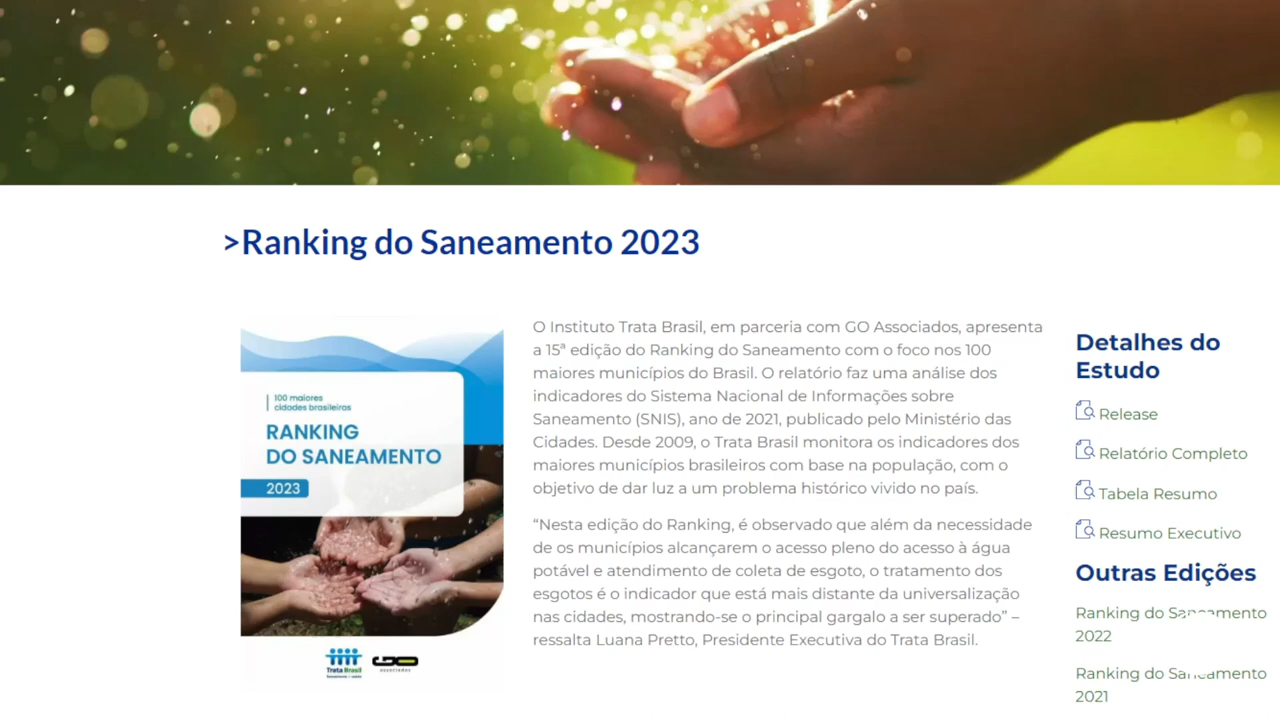 >Ranking do Saneamento 2023
100 maiores
cidades brasileiras
RANKING
DO SANEAMENTO
2023
Trata Brasil
GO
associados
O Instituto Trata Brasil, em parceria com GO Associados, apresenta
a 15ª edição do Ranking do Saneamento com o foco nos 100
maiores municípios do Brasil. O relatório faz uma análise dos
indicadores do Sistema Nacional de Informações sobre
Saneamento (SNIS), ano de 2021, publicado pelo Ministério das
Cidades. Desde 2009, o Trata Brasil monitora os indicadores dos
maiores municípios brasileiros com base na população, com o
objetivo de dar luz a um problema histórico vivido no país.
“Nesta edição do Ranking, é observado que além da necessidade
de os municípios alcançarem o acesso pleno do acesso à água
potável e atendimento de coleta de esgoto, o tratamento dos
esgotos é o indicador que está mais distante da universalização
nas cidades, mostrando-se o principal gargalo a ser superado” –
ressalta Luana Pretto, Presidente Executiva do Trata Brasil.
Detalhes do
Estudo
Release
Relatório Completo
Tabela Resumo
Resumo Executivo
Outras Edições
Ranking do Saneamento
2022
Ranking do Saneamento
2021